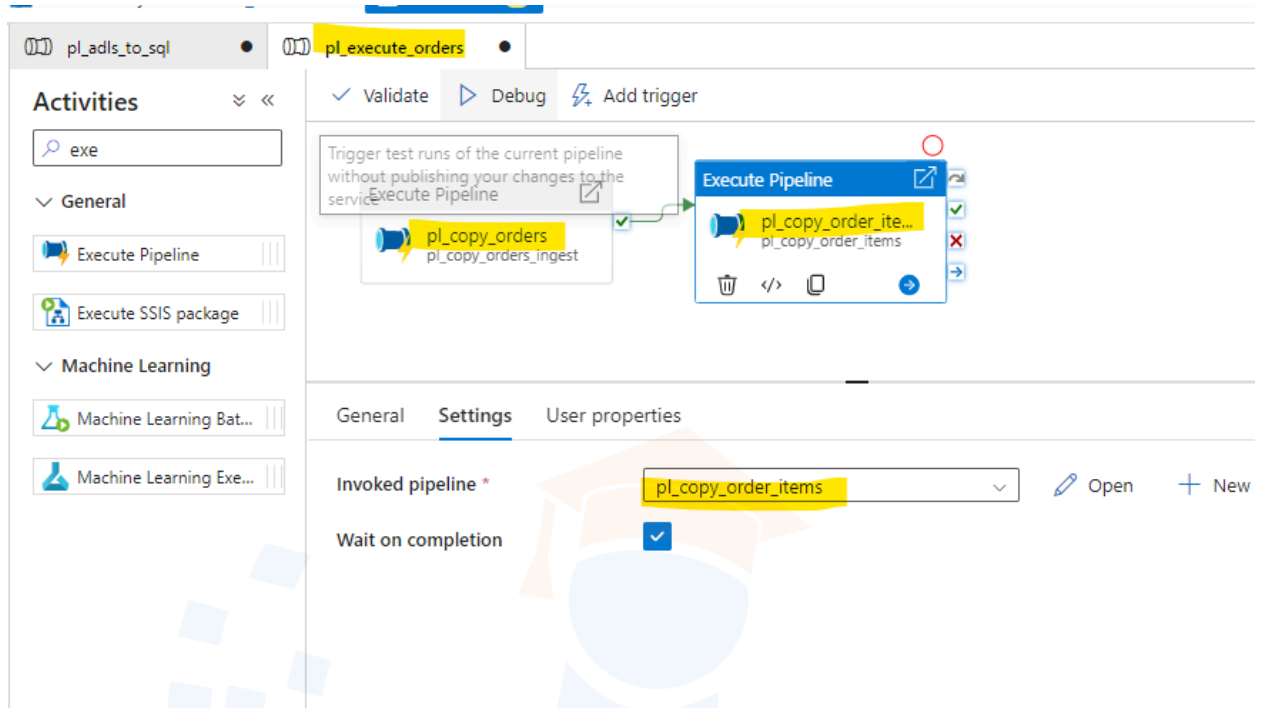 pl_adls_to_sql
pl_execute_orders
Activities
exe
General
Execute Pipeline
Execute SSIS package
Machine Learning
Machine Learning Bat...
Machine Learning Exe...
Validate
Debug
Add trigger
Trigger test runs of the current pipeline
without publishing your changes to the
service
Execute Pipeline
pl_copy_orders
pl_copy_orders_ingest
Execute Pipeline
pl_copy_order_ite...
pl_copy_order_items
General
Settings
User properties
Invoked pipeline *
pl_copy_order_items
Open
New
Wait on completion